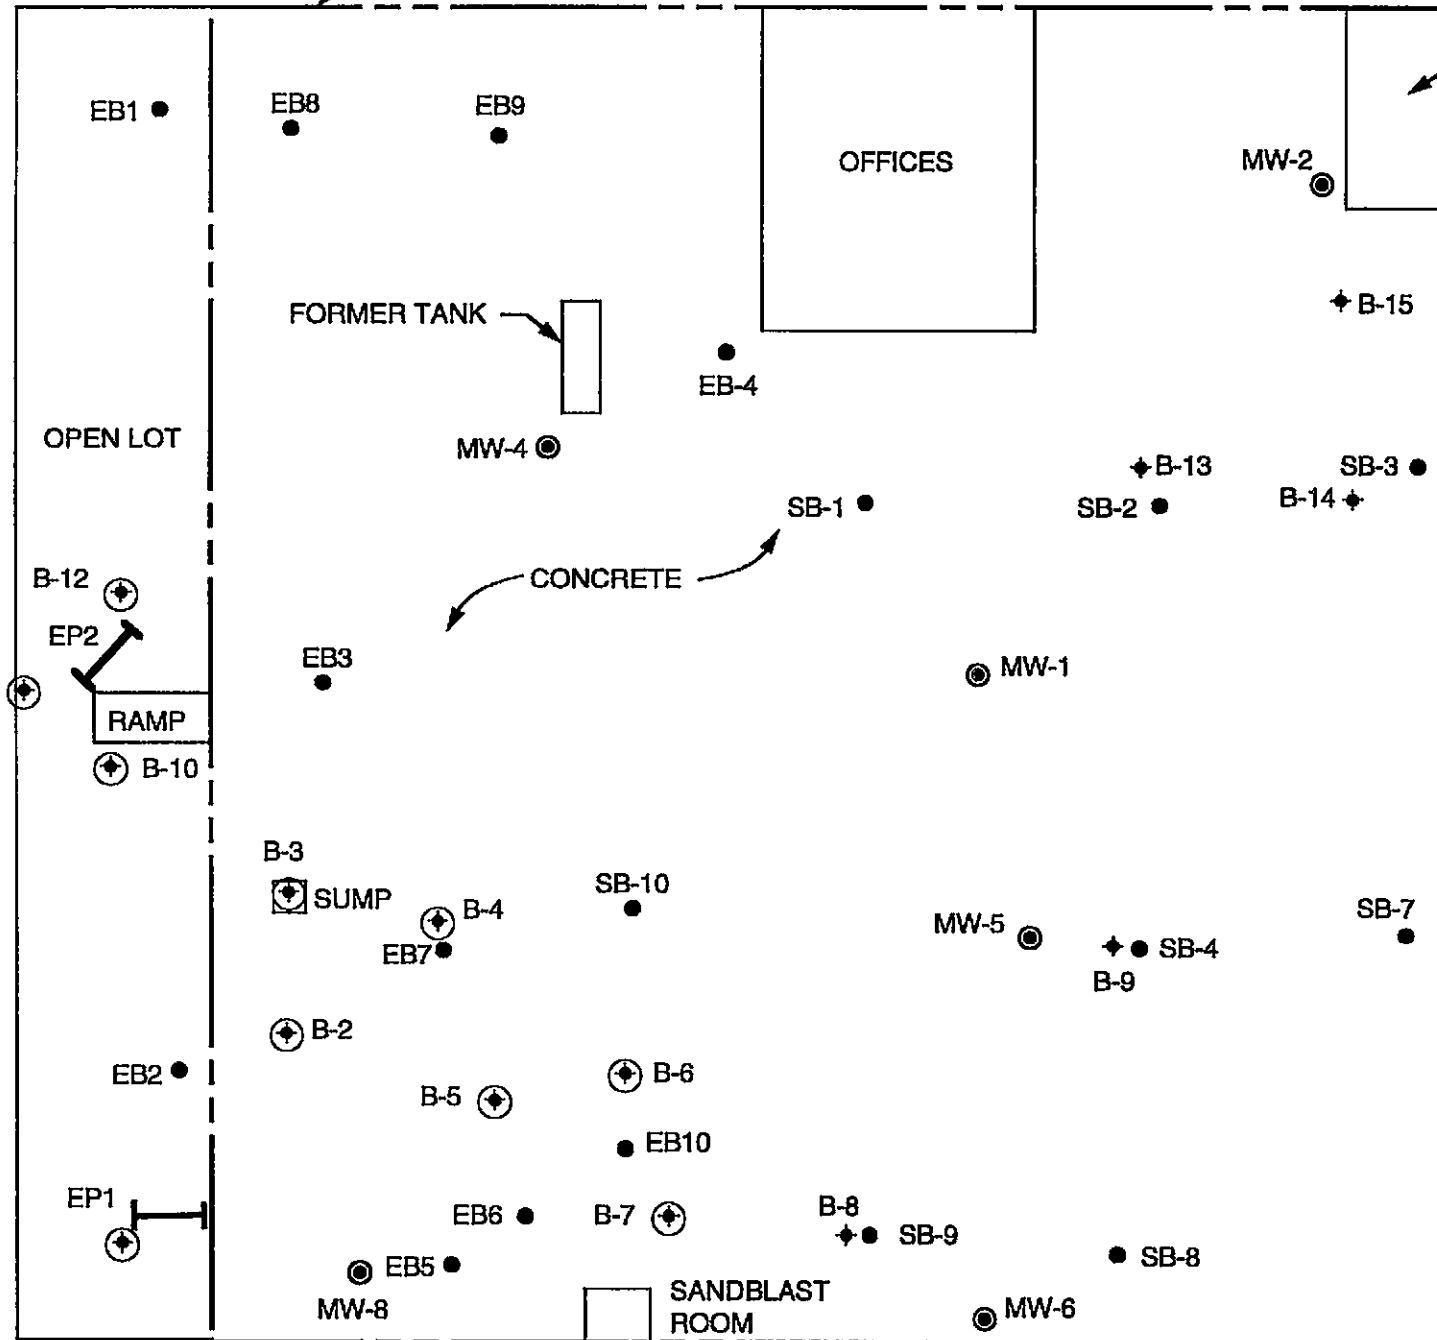 EB1
EB8
EB9
OFFICES
MW-2
B-15
FORMER TANK
EB-4
OPEN LOT
MW-4
B-13
SB-3
SB-1
SB-2
B-14
B-12
CONCRETE
EP2
EB3
MW-1
RAMP
B-10
B-3
SUMP
B-4
SB-10
SB-7
MW-5
EB7
SB-4
B-9
B-2
EB2
B-6
B-5
EB10
EP1
EB6
B-7
B-8
SB-9
EB5
SB-8
MW-8
SANDBLAST
ROOM
MW-6